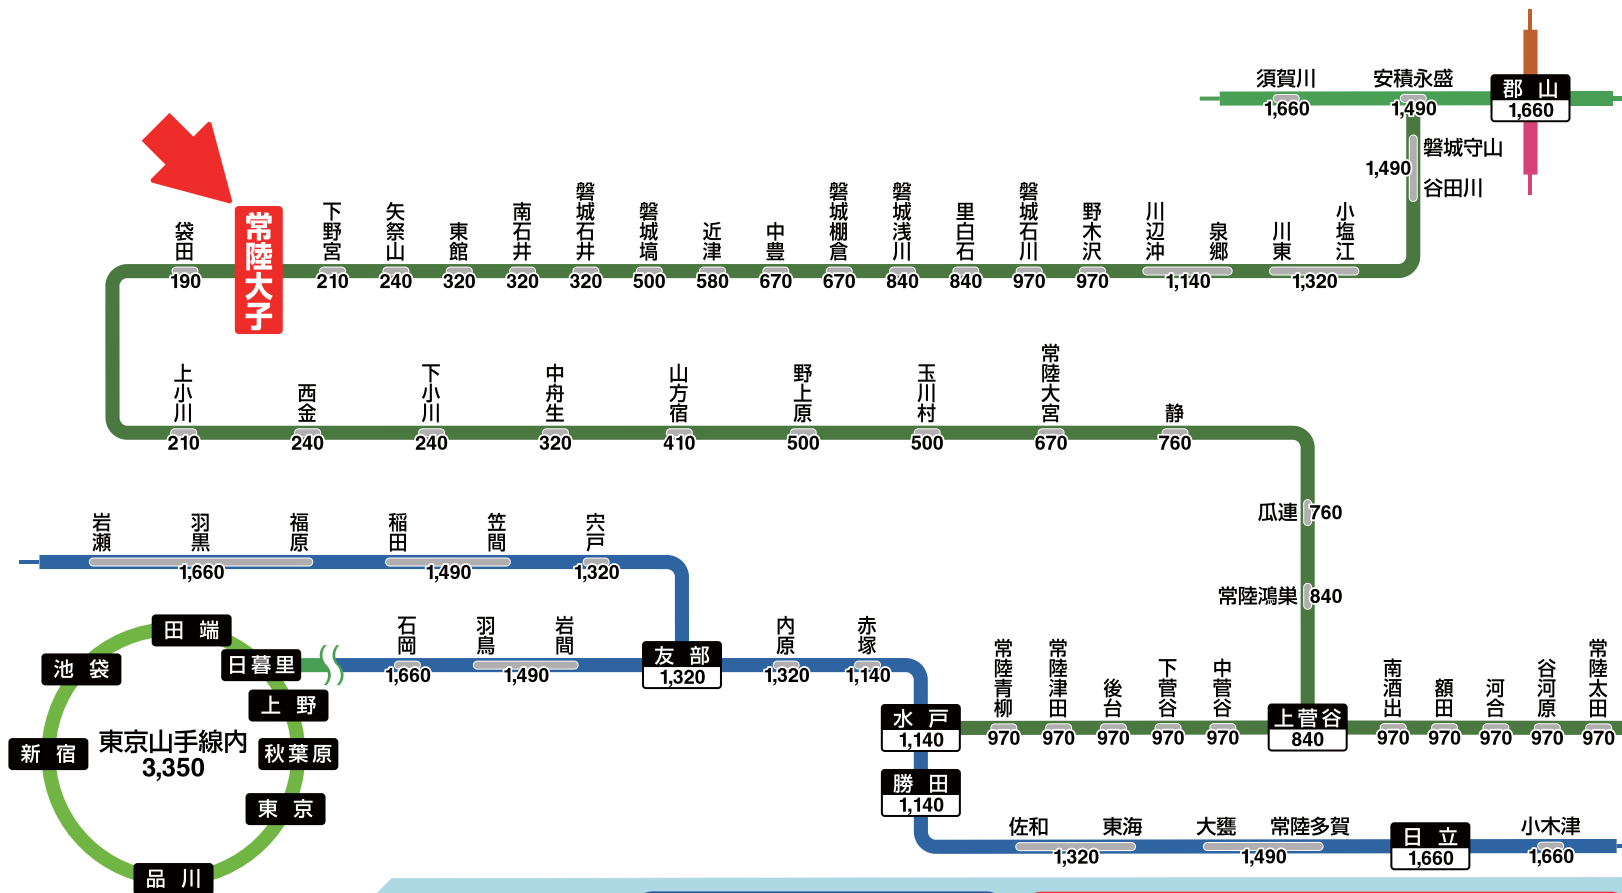 須賀川
1,660
安積永盛
1,490
郡山
1,660
磐城守山
1,490
谷田川
袋田
190
常陸大子
下野宮
210
矢祭山
240
東館
320
南石井
320
磐城石井
320
磐城塙
500
近津
580
中豊
670
磐城棚倉
670
磐城浅川
840
里白石
840
磐城石川
970
野木沢
970
川辺沖
泉郷
1,140
川東
小塩江
1,320
上小川
210
西金
240
下小川
240
中舟生
320
山方宿
410
野上原
500
玉川村
500
常陸大宮
670
静
760
瓜連
760
常陸鴻巣
840
岩瀬
羽黒
福原
1,660
稲田
笠間
1,490
宍戸
1,320
石岡
1,660
羽鳥
岩間
1,490
友部
1,320
内原
1,320
赤塚
1,140
水戸
1,140
勝田
1,140
常陸青柳
970
常陸津田
970
後台
970
下菅谷
970
中菅谷
970
上菅谷
840
南酒出
970
額田
970
河合
970
谷河原
970
常陸太田
970
田端
池袋
日暮里
上野
新宿
東京山手線内
3,350
秋葉原
東京
品川
佐和
東海
1,320
大甕
常陸多賀
1,490
日立
1,660
小木津
1,660